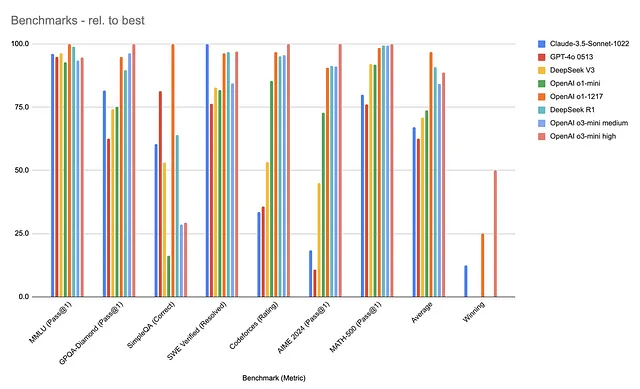 Benchmarks - rel. to best
100.0
75.0
50.0
25.0
0.0
MMLU (Pass@1)
GPQA-Diamond (Pass@1)
SimpleQA (Correct)
SWE Verified (Resolved)
Codeforces (Rating)
AIME 2024 (Pass@1)
MATH-500 (Pass@1)
Average
Winning
Benchmark (Metric)
Claude-3.5-Sonnet-1022
GPT-4o 0513
DeepSeek V3
OpenAI o1-mini
OpenAI o1-1217
DeepSeek R1
OpenAI o3-mini medium
OpenAI o3-mini high